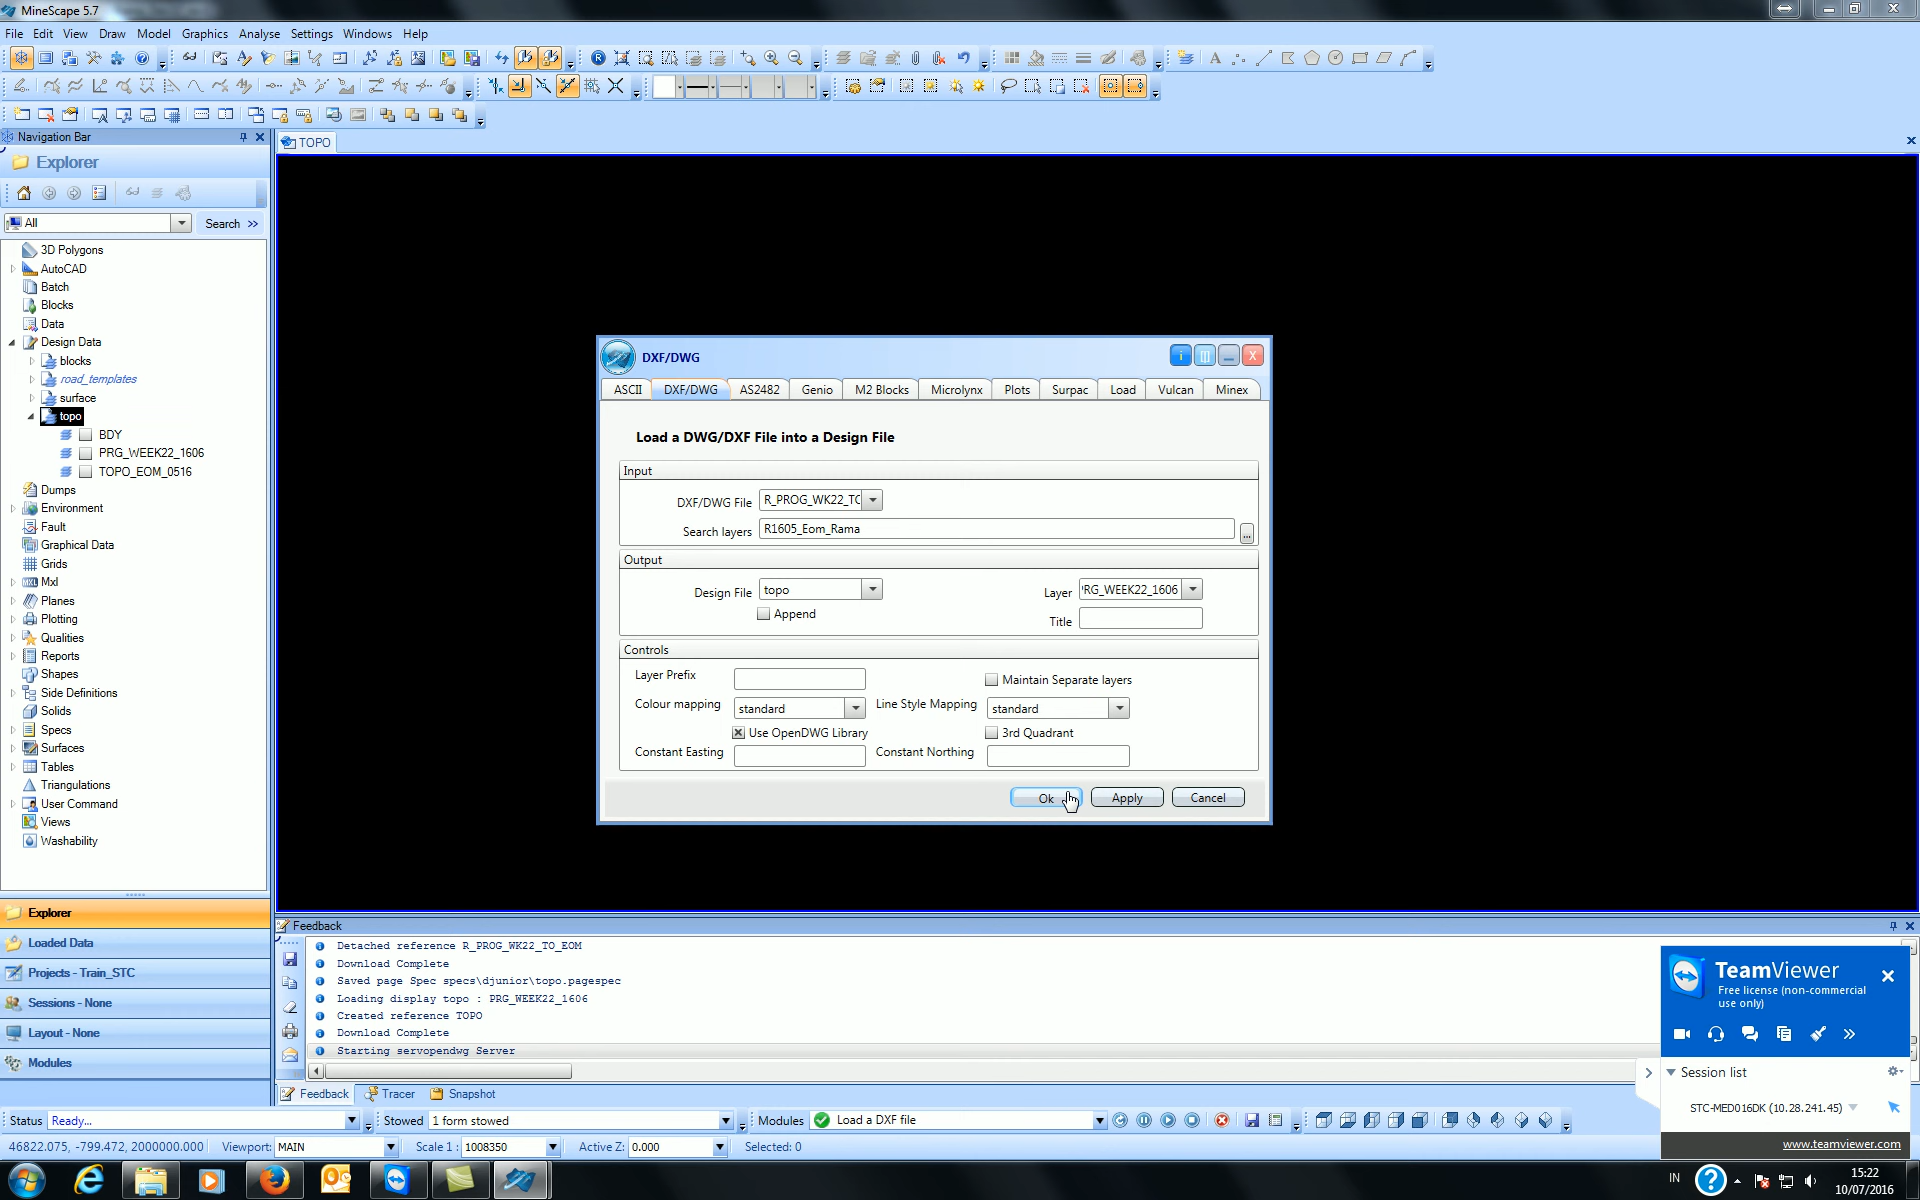 MineScape 5.7
File Edit View Draw Model Graphics Analyse Settings Windows Help
Navigation Bar
TOPO
Explorer
All
Search >>
3D Polygons
AutoCAD
Batch
Blocks
Data
Design Data
blocks
road_templates
surface
topo
BDY
PRG_WEEK22_1606
TOPO_EOM_0516
Dumps
Environment
Fault
Graphical Data
Grids
Mxl
Planes
Plotting
Qualities
Reports
Shapes
Side Definitions
Solids
Specs
Surfaces
Tables
Triangulations
User Command
Views
Washability
Explorer
Loaded Data
Projects - Train_STC
Sessions - None
Layout - None
Modules
DXF/DWG
ASCII DXF/DWG AS2482 Genio M2 Blocks Microlynx Plots Surpac Load Vulcan Minex
Load a DWG/DXF File into a Design File
Input
DXF/DWG File R_PROG_WK22_TO
Search layers R1605_Eom_Rama
...
Output
Design File topo Layer PRG_WEEK22_1606
Append
Title
Controls
Layer Prefix Maintain Separate layers
Colour mapping standard Line Style Mapping standard
Use OpenDWG Library 3rd Quadrant
Constant Easting Constant Northing
Ok Apply Cancel
Feedback
Detached reference R_PROG_WK22_TO_EOM
Download Complete
Saved page Spec specs\djunior\topo.pagespec
Loading display topo : PRG_WEEK22_1606
Created reference TOPO
Download Complete
Starting servopendwg Server
Feedback Tracer Snapshot
TeamViewer
Free license (non-commercial
use only)
Session list
STC-MED016DK (10.28.241.45)
www.teamviewer.com
Status Ready... Stowed 1 form stowed Modules Load a DXF file
46822.075, -799.472, 2000000.000 Viewport: MAIN Scale 1 : 1008350 Active Z: 0.000 Selected: 0
IN
15:22
10/07/2016